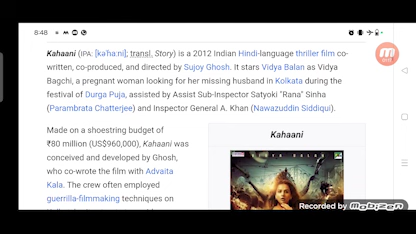 8:48
Kahaani (IPA: [kəˈhaːni]; transl. Story) is a 2012 Indian Hindi-language thriller film co-
written, co-produced, and directed by Sujoy Ghosh. It stars Vidya Balan as Vidya
Bagchi, a pregnant woman looking for her missing husband in Kolkata during the
festival of Durga Puja, assisted by Assist Sub-Inspector Satyoki "Rana" Sinha
(Parambrata Chatterjee) and Inspector General A. Khan (Nawazuddin Siddiqui).
Made on a shoestring budget of
₹80 million (US$960,000), Kahaani was
conceived and developed by Ghosh,
who co-wrote the film with Advaita
Kala. The crew often employed
guerrilla-filmmaking techniques on
Kahaani
VIDYA BALAN
Recorded by Mobizen